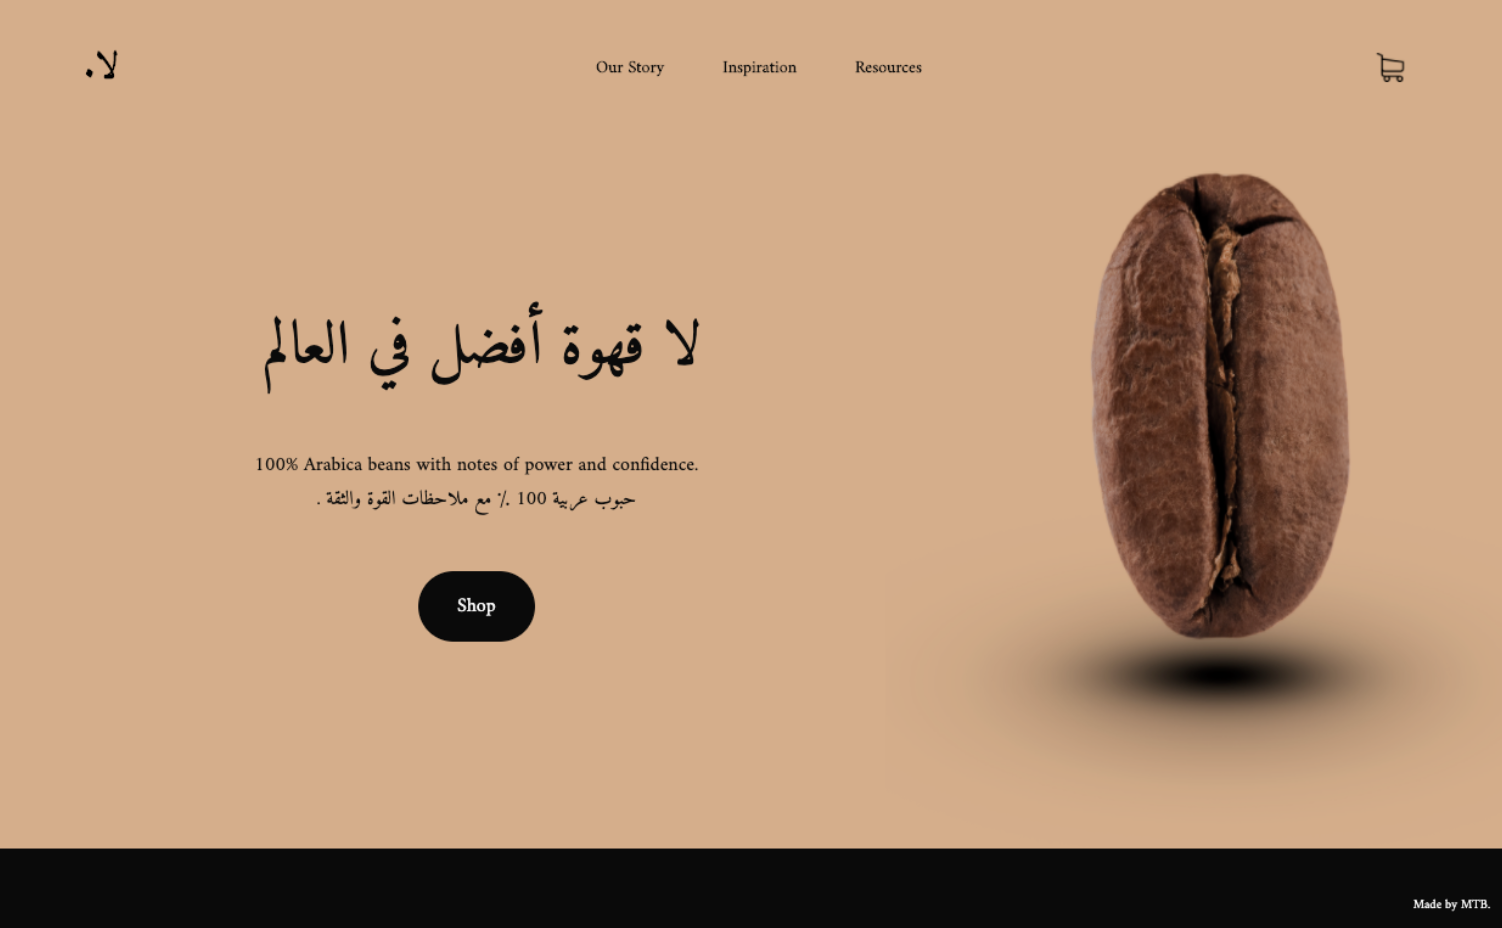 لا.
Our Story
Inspiration
Resources
لا قهوة أفضل في العالم
100% Arabica beans with notes of power and confidence.
حبوب عربية 100 ٪ مع ملاحظات القوة والثقة .
Shop
Made by MTB.